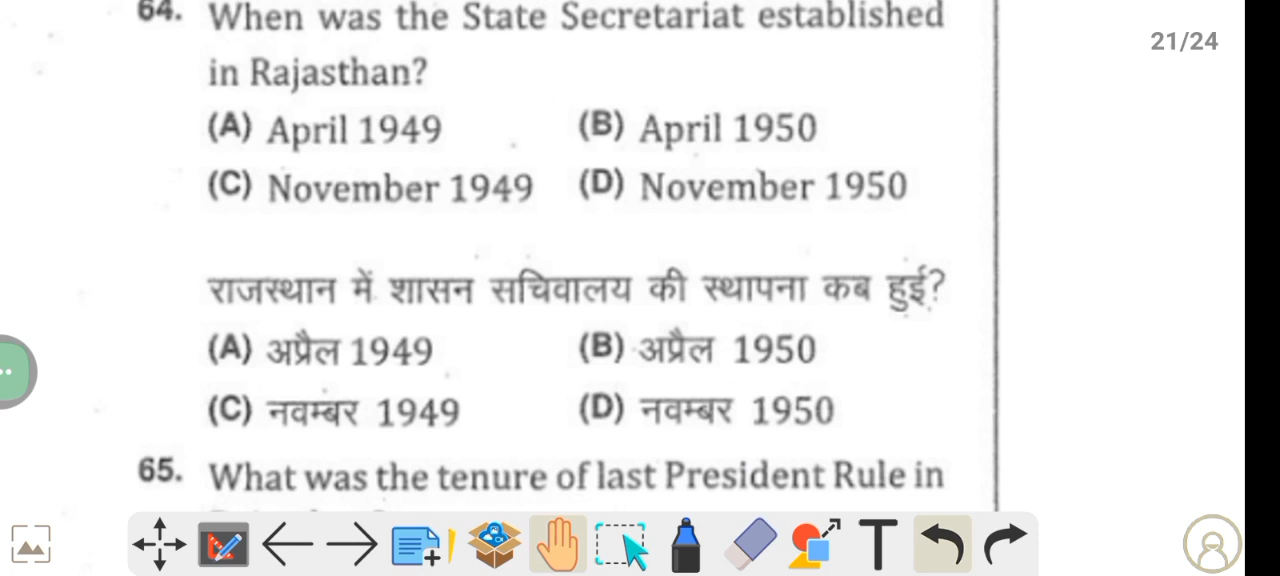 21/24
64. When was the State Secretariat established
in Rajasthan?
(A) April 1949 (B) April 1950
(C) November 1949 (D) November 1950
राजस्थान में शासन सचिवालय की स्थापना कब हुई?
(A) अप्रैल 1949 (B) अप्रैल 1950
(C) नवम्बर 1949 (D) नवम्बर 1950
65. What was the tenure of last President Rule in
T